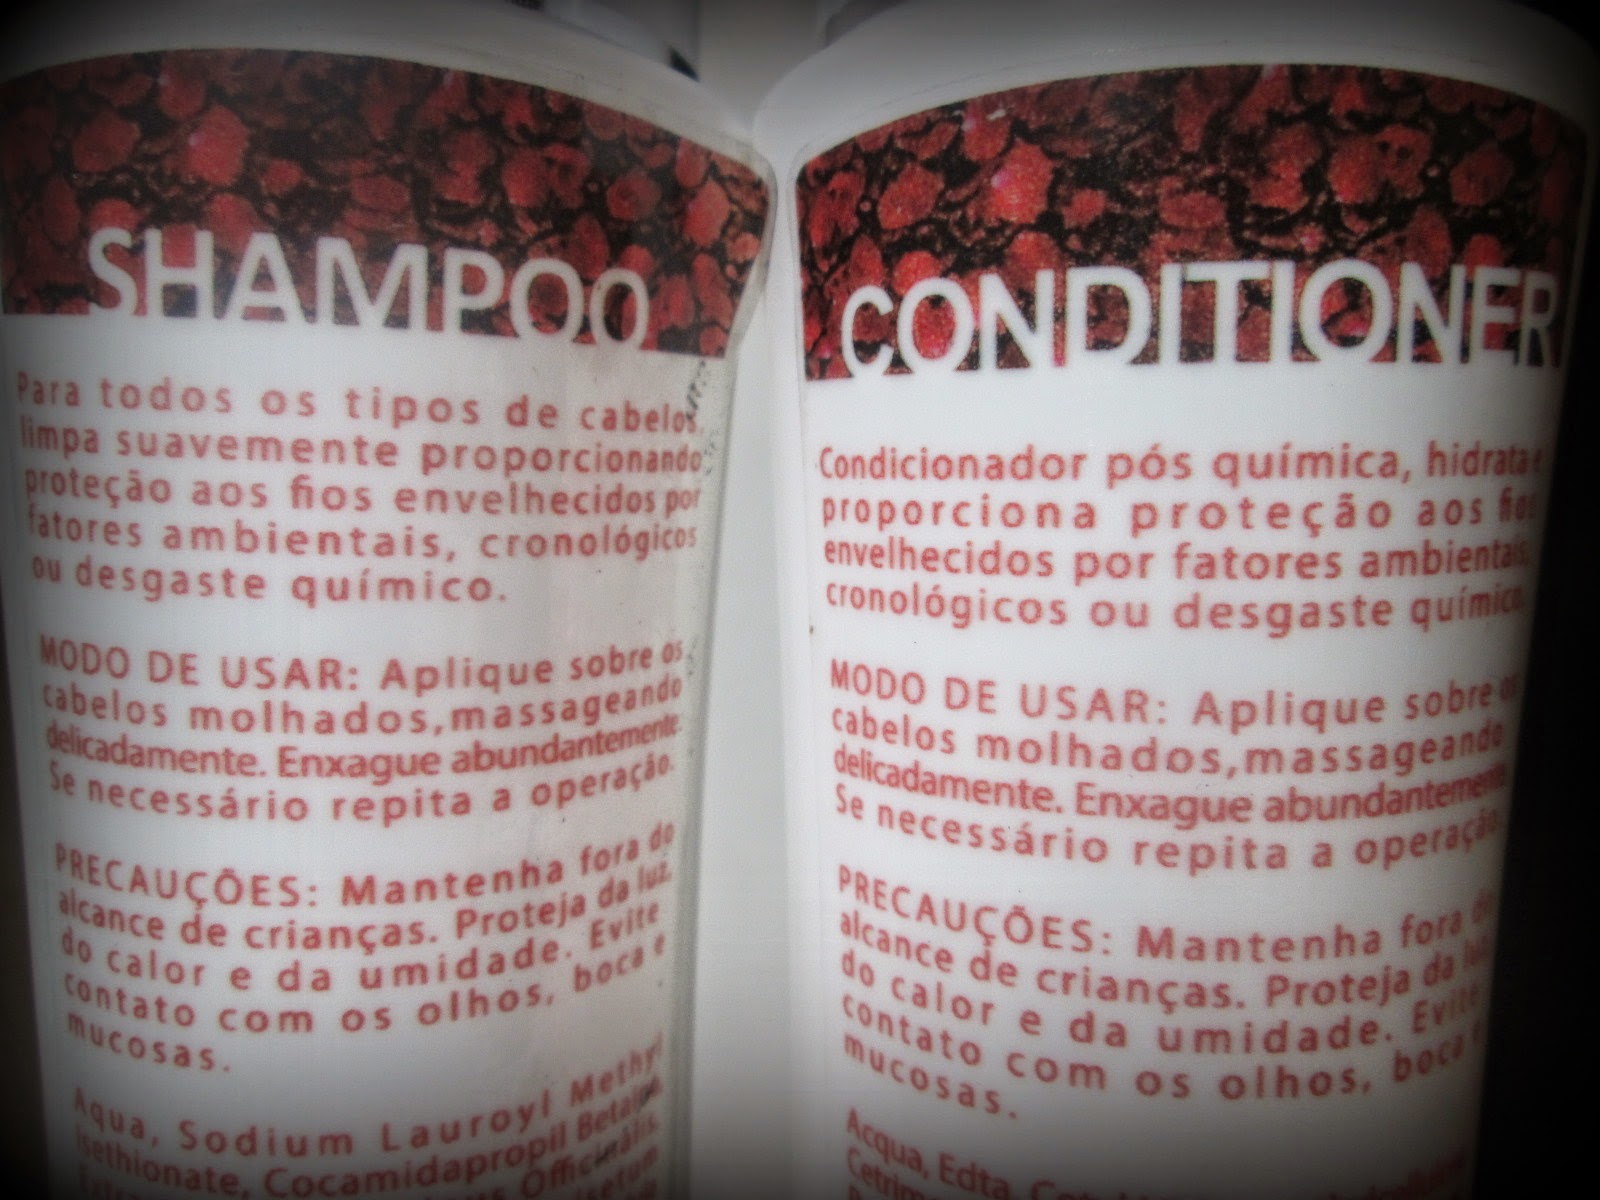 SHAMPOO
Para todos os tipos de cabelos,
limpa suavemente proporcionando
proteção aos fios envelhecidos por
fatores ambientais, cronológicos
ou desgaste químico.
MODO DE USAR: Aplique sobre os
cabelos molhados,massageando
delicadamente. Enxague abundantemente.
Se necessário repita a operação.
PRECAUÇÕES: Mantenha fora do
alcance de crianças. Proteja da luz,
do calor e da umidade. Evite
contato com os olhos, boca e
mucosas.
Aqua, Sodium Lauroyl Methyl
Isethionate, Cocamidapropil Betaine,
CONDITIONER
Condicionador pós química, hidrata e
proporciona proteção aos fios
envelhecidos por fatores ambientais,
cronológicos ou desgaste químico.
MODO DE USAR: Aplique sobre os
cabelos molhados,massageando
delicadamente. Enxague abundantemente.
Se necessário repita a operação.
PRECAUÇÕES: Mantenha fora do
alcance de crianças. Proteja da luz,
do calor e da umidade. Evite
contato com os olhos, boca e
mucosas.
Acqua, Edta,